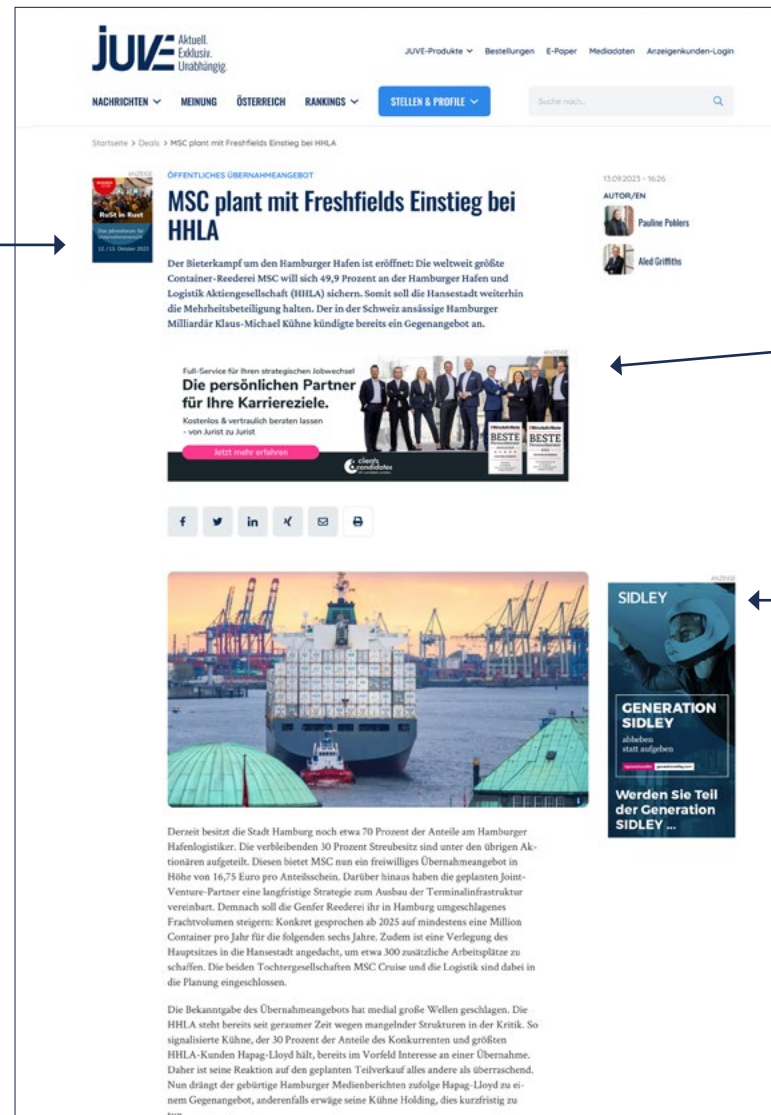 JUVE Aktuell.
Exklusiv.
Unabhängig.
JUVE-Produkte Bestellungen E-Paper Mediadaten Anzeigenkunden-Login
NACHRICHTEN MEINUNG ÖSTERREICH RANKINGS STELLEN & PROFILE Suche nach...
Startseite > Deals > MSC plant mit Freshfields Einstieg bei HHLA
ANZEIGE
RuSt in Rust
Das Jahresforum für
Unternehmensrecht
12./13. Oktober 2023
ÖFFENTLICHES ÜBERNAHMEANGEBOT
MSC plant mit Freshfields Einstieg bei
HHLA
13.09.2023 – 16:26
AUTOR/EN
Pauline Pohlers
Aled Griffiths
Der Bieterkampf um den Hamburger Hafen ist eröffnet: Die weltweit größte
Container-Reederei MSC will sich 49,9 Prozent an der Hamburger Hafen und
Logistik Aktiengesellschaft (HHLA) sichern. Somit soll die Hansestadt weiterhin
die Mehrheitsbeteiligung halten. Der in der Schweiz ansässige Hamburger
Milliardär Klaus-Michael Kühne kündigte bereits ein Gegenangebot an.
ANZEIGE
Full-Service für Ihren strategischen Jobwechsel
Die persönlichen Partner
für Ihre Karriereziele.
Kostenlos & vertraulich beraten lassen
– von Jurist zu Jurist
Jetzt mehr erfahren
clients
&candidates
BESTE
BESTE
ANZEIGE
SIDLEY
GENERATION
SIDLEY
abheben
statt aufgeben
Werden Sie Teil
der Generation
SIDLEY ...
Derzeit besitzt die Stadt Hamburg noch etwa 70 Prozent der Anteile am Hamburger
Hafenlogistiker. Die verbleibenden 30 Prozent Streubesitz sind unter den übrigen Ak-
tionären aufgeteilt. Diesen bietet MSC nun ein freiwilliges Übernahmeangebot in
Höhe von 16,75 Euro pro Anteilsschein. Darüber hinaus haben die geplanten Joint-
Venture-Partner eine langfristige Strategie zum Ausbau der Terminalinfrastruktur
vereinbart. Demnach soll die Genfer Reederei ihr in Hamburg umgeschlagenes
Frachtvolumen steigern: Konkret gesprochen ab 2025 auf mindestens eine Million
Container pro Jahr für die folgenden sechs Jahre. Zudem ist eine Verlegung des
Hauptsitzes in die Hansestadt angedacht, um etwa 300 zusätzliche Arbeitsplätze zu
schaffen. Die beiden Tochtergesellschaften MSC Cruise und die Logistik sind dabei in
die Planung eingeschlossen.
Die Bekanntgabe des Übernahmeangebots hat medial große Wellen geschlagen. Die
HHLA steht bereits seit geraumer Zeit wegen mangelnder Strukturen in der Kritik. So
signalisierte Kühne, der 30 Prozent der Anteile des Konkurrenten und größten
HHLA-Kunden Hapag-Lloyd hält, bereits im Vorfeld Interesse an einer Übernahme.
Daher ist seine Reaktion auf den geplanten Teilverkauf alles andere als überraschend.
Nun drängt der gebürtige Hamburger Medienberichten zufolge Hapag-Lloyd zu ei-
nem Gegenangebot, anderenfalls erwäge seine Kühne Holding, dies kurzfristig zu